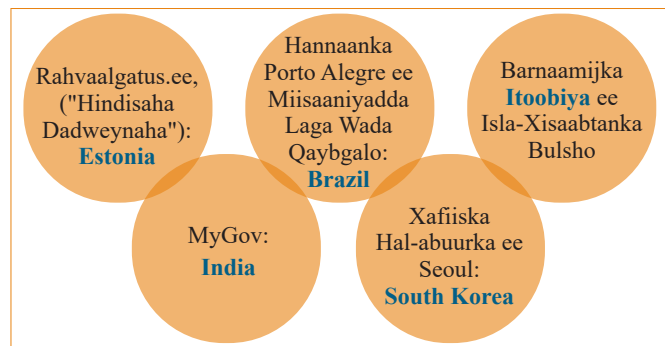 Rahvaalgatus.ee,
("Hindisaha
Dadweynaha"):
Estonia
Hannaanka
Porto Alegre ee
Miisaaniyadda
Laga Wada
Qaybgalo:
Brazil
Barnaamijka
Itoobiya ee
Isla-Xisaabtanka
Bulsho
MyGov:
India
Xafiiska
Hal-abuurka ee
Seoul:
South Korea